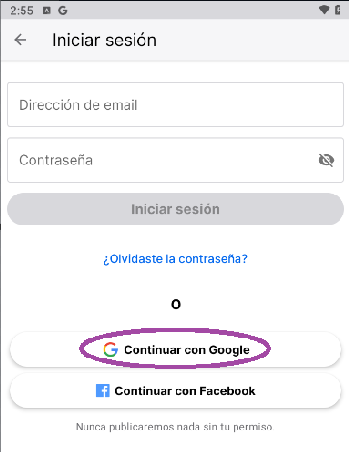 2:55
Iniciar sesión
Dirección de email
Contraseña
Iniciar sesión
¿Olvidaste la contraseña?
O
Continuar con Google
Continuar con Facebook
Nunca publicaremos nada sin tu permiso